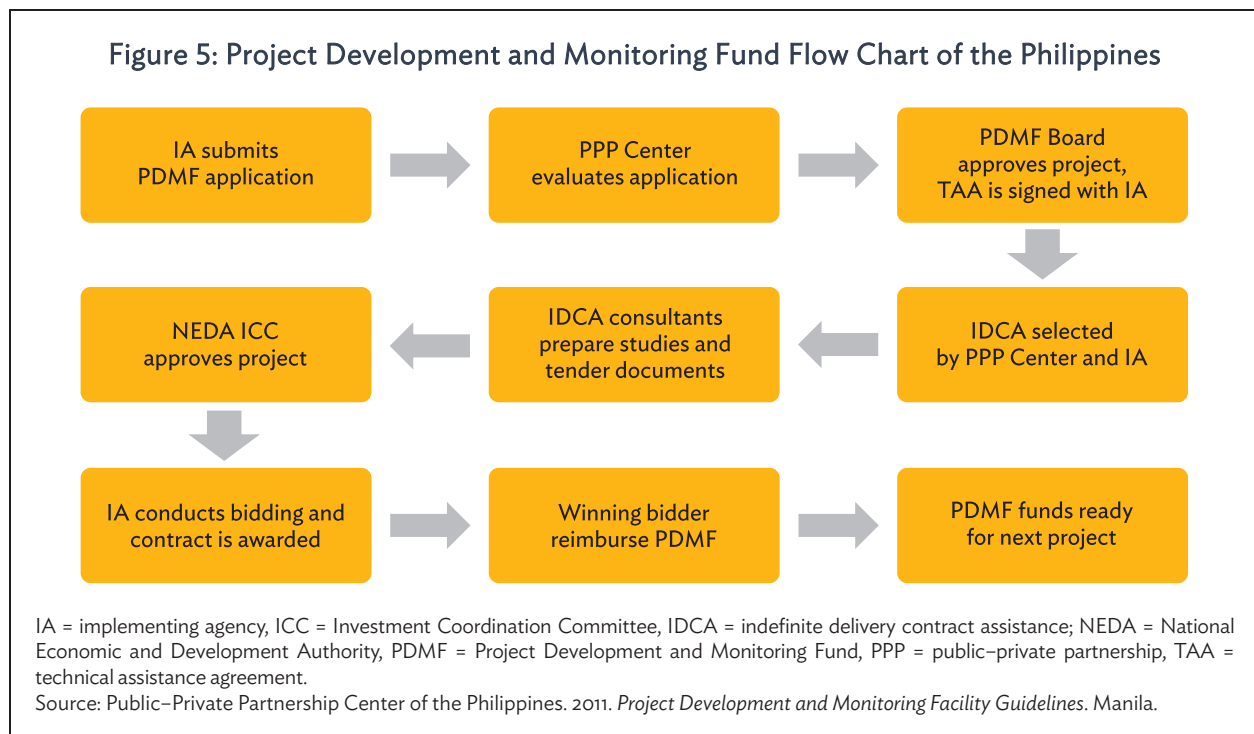 Figure 5: Project Development and Monitoring Fund Flow Chart of the Philippines
IA submits
PDMF application
PPP Center
evaluates application
PDMF Board
approves project,
TAA is signed with IA
IDCA selected
by PPP Center and IA
IDCA consultants
prepare studies and
tender documents
NEDA ICC
approves project
IA conducts bidding and
contract is awarded
Winning bidder
reimburse PDMF
PDMF funds ready
for next project
IA = implementing agency, ICC = Investment Coordination Committee, IDCA = indefinite delivery contract assistance; NEDA = National
Economic and Development Authority, PDMF = Project Development and Monitoring Fund, PPP = public–private partnership, TAA =
technical assistance agreement.
Source: Public–Private Partnership Center of the Philippines. 2011. Project Development and Monitoring Facility Guidelines. Manila.